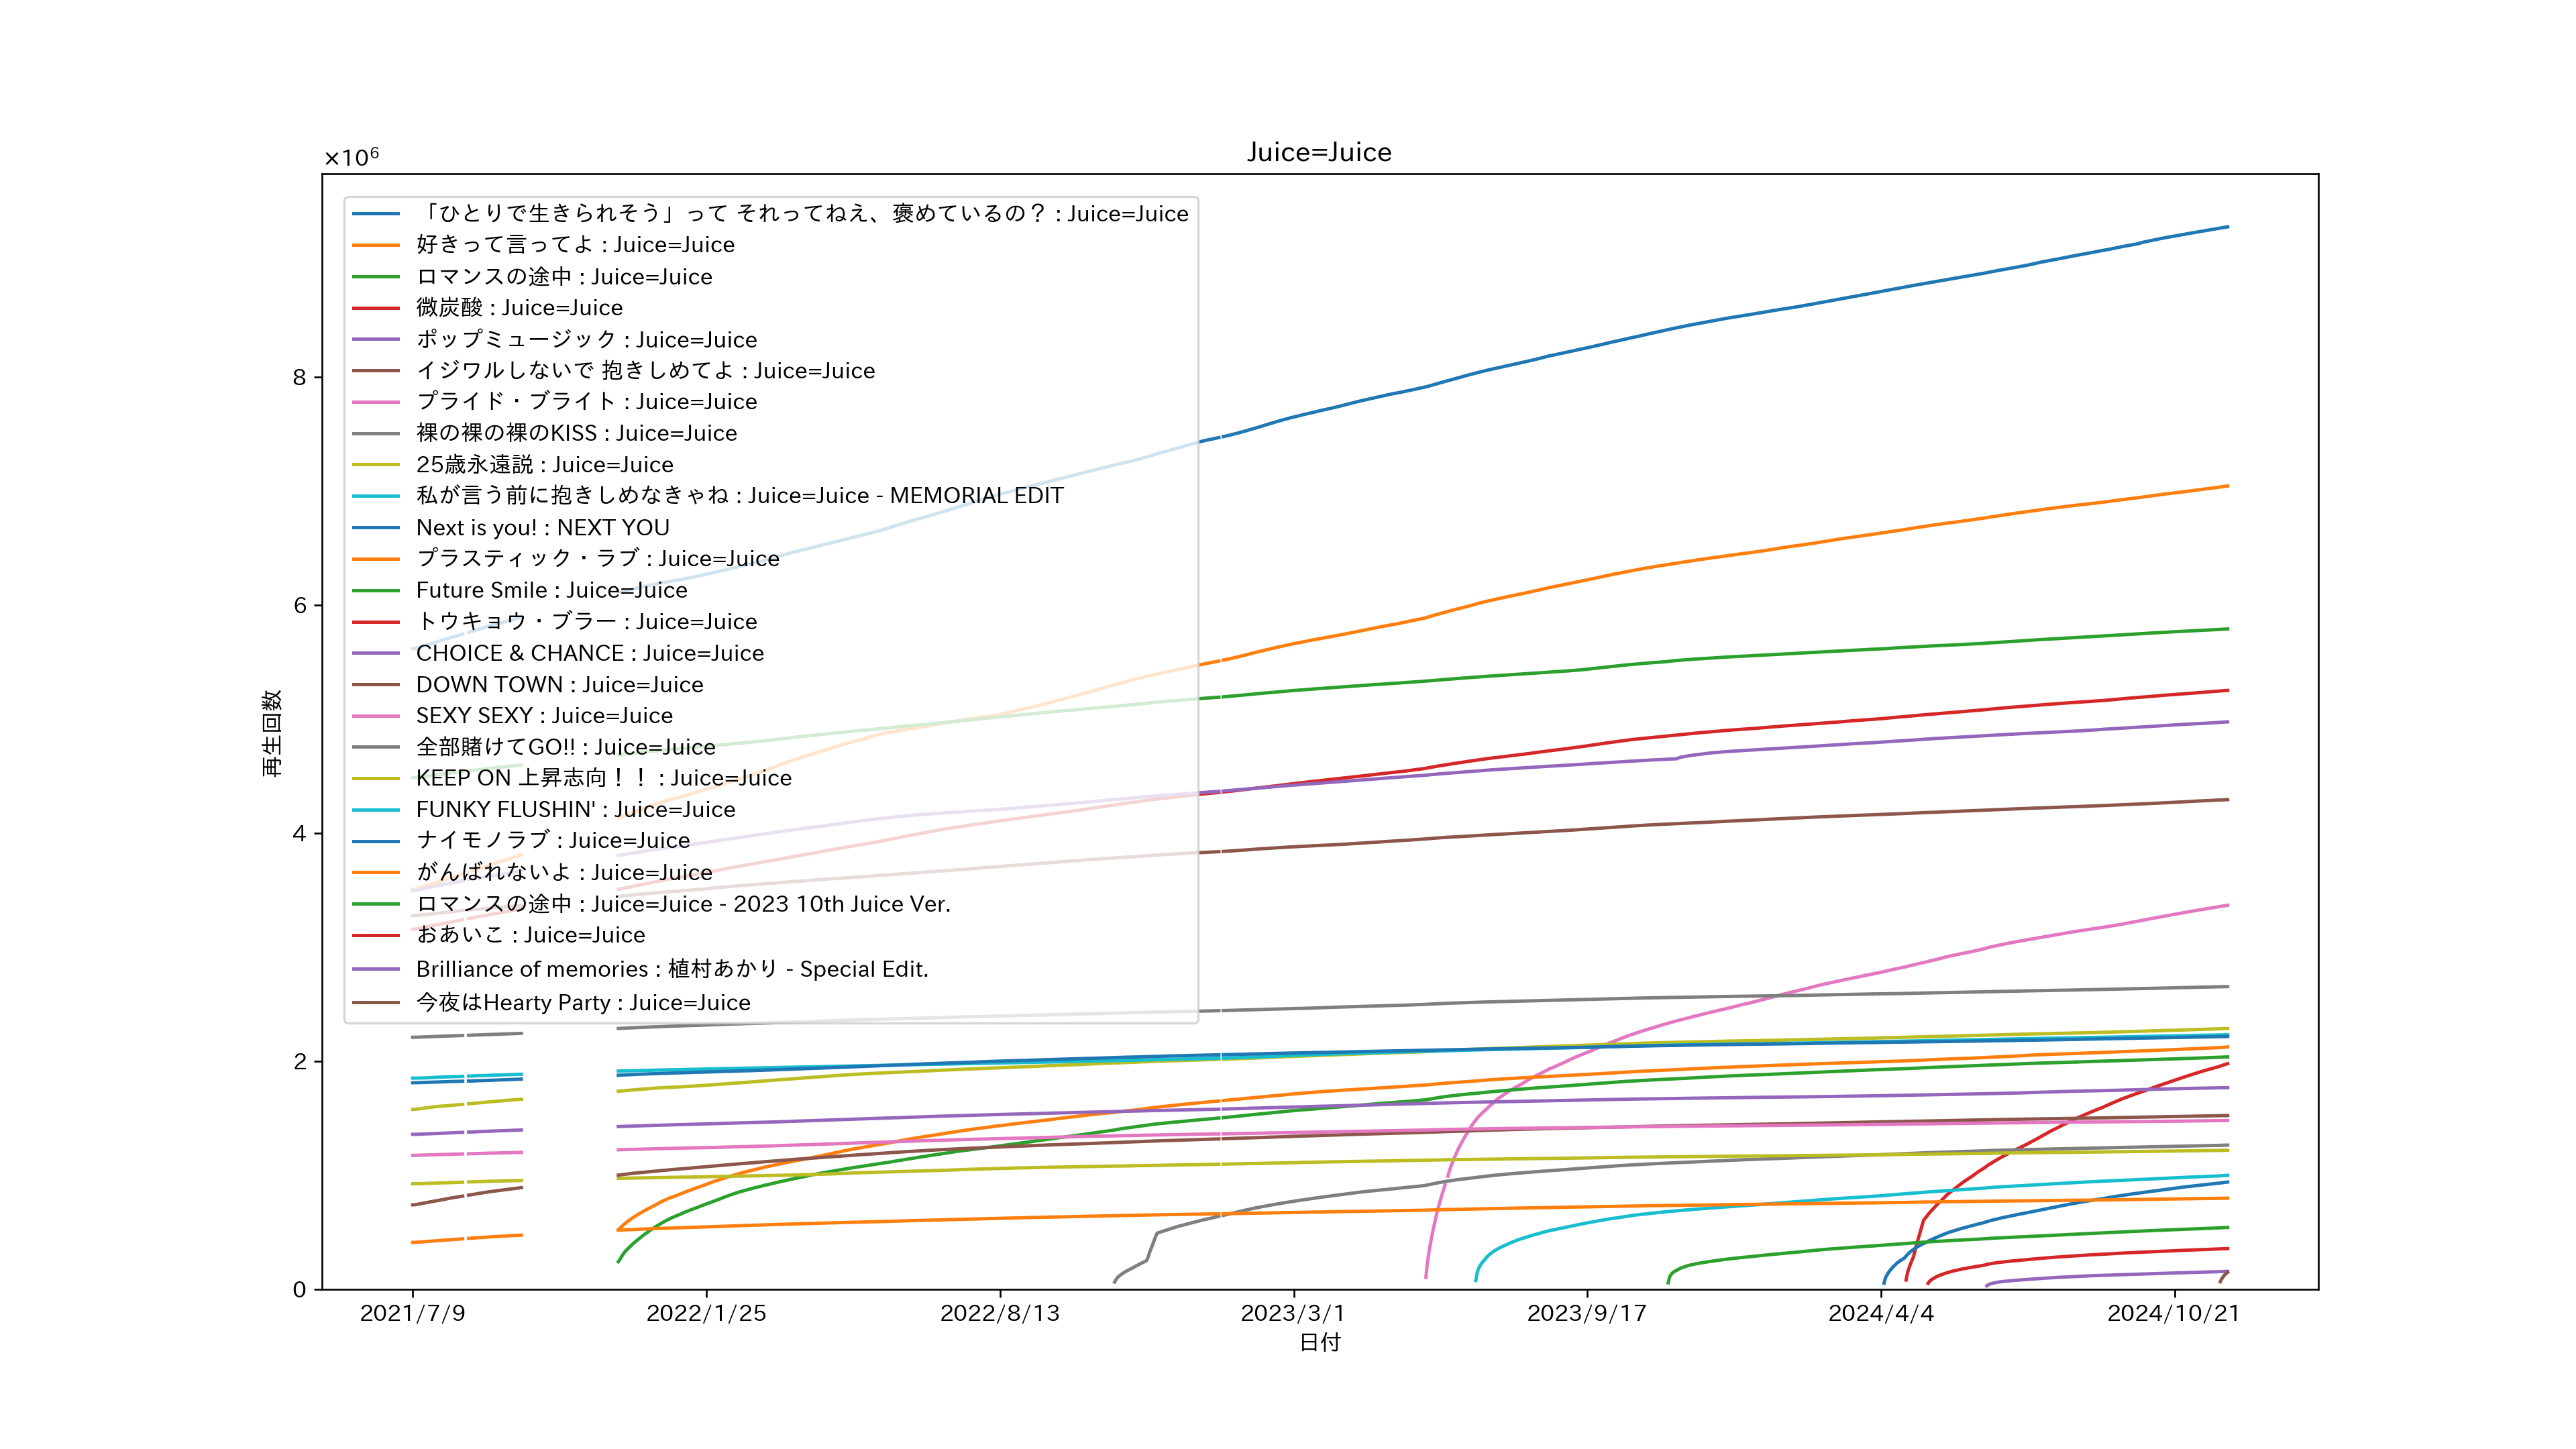 Juice=Juice
×10⁶
「ひとりで生きられそう」って それってねえ、褒めているの？ : Juice=Juice
好きって言ってよ : Juice=Juice
ロマンスの途中 : Juice=Juice
微炭酸 : Juice=Juice
ポップミュージック : Juice=Juice
イジワルしないで 抱きしめてよ : Juice=Juice
プライド・ブライト : Juice=Juice
裸の裸の裸のKISS : Juice=Juice
25歳永遠説 : Juice=Juice
私が言う前に抱きしめなきゃね : Juice=Juice - MEMORIAL EDIT
Next is you! : NEXT YOU
プラスティック・ラブ : Juice=Juice
Future Smile : Juice=Juice
トウキョウ・ブラー : Juice=Juice
CHOICE & CHANCE : Juice=Juice
DOWN TOWN : Juice=Juice
SEXY SEXY : Juice=Juice
全部賭けてGO!! : Juice=Juice
KEEP ON 上昇志向！！ : Juice=Juice
FUNKY FLUSHIN' : Juice=Juice
ナイモノラブ : Juice=Juice
がんばれないよ : Juice=Juice
ロマンスの途中 : Juice=Juice - 2023 10th Juice Ver.
おあいこ : Juice=Juice
Brilliance of memories : 植村あかり - Special Edit.
今夜はHearty Party : Juice=Juice
8
6
4
2
0
再生回数
2021/7/9
2022/1/25
2022/8/13
2023/3/1
2023/9/17
2024/4/4
2024/10/21
日付